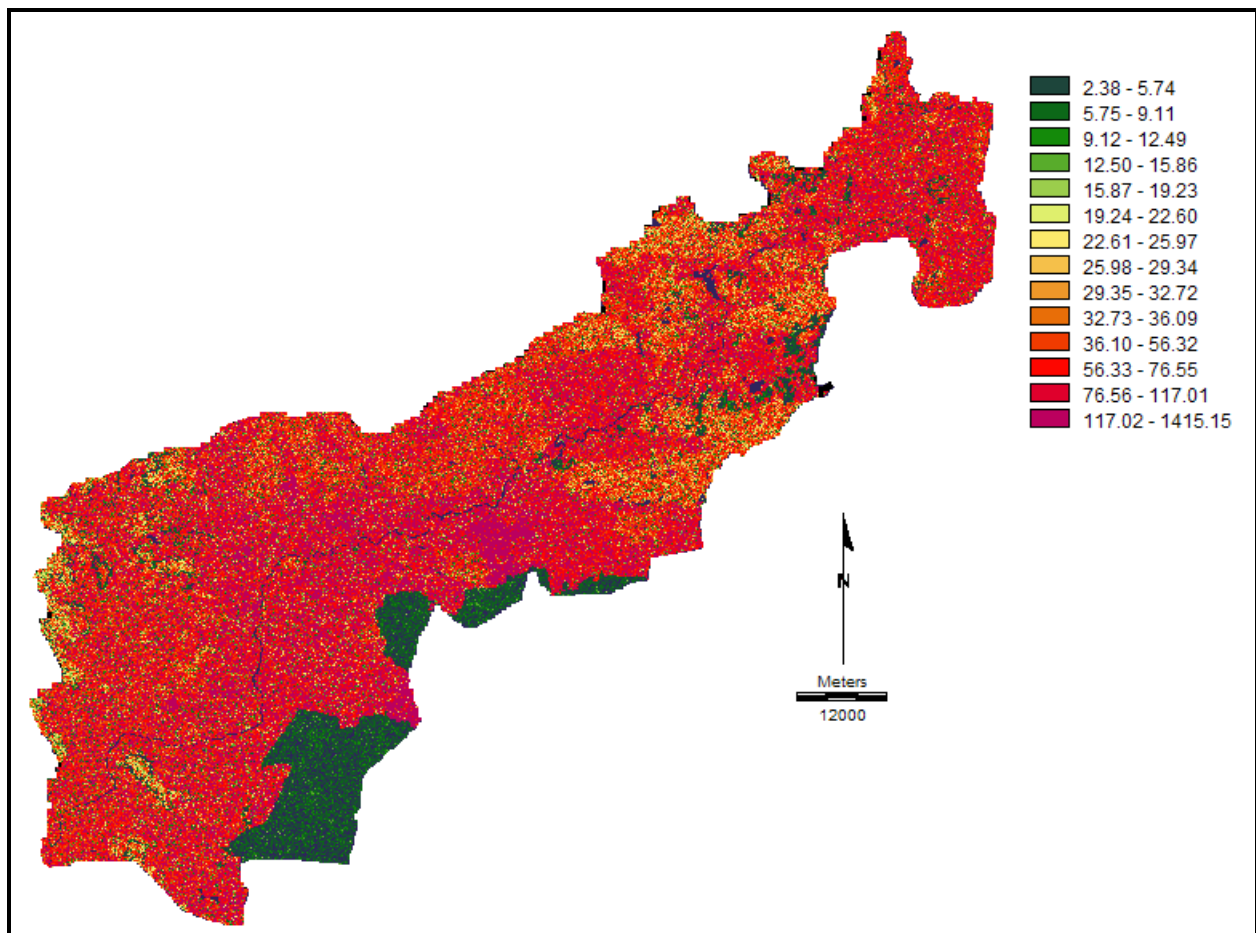 2.38 - 5.74
5.75 - 9.11
9.12 - 12.49
12.50 - 15.86
15.87 - 19.23
19.24 - 22.60
22.61 - 25.97
25.98 - 29.34
29.35 - 32.72
32.73 - 36.09
36.10 - 56.32
56.33 - 76.55
76.56 - 117.01
117.02 - 1415.15
N
Meters
12000